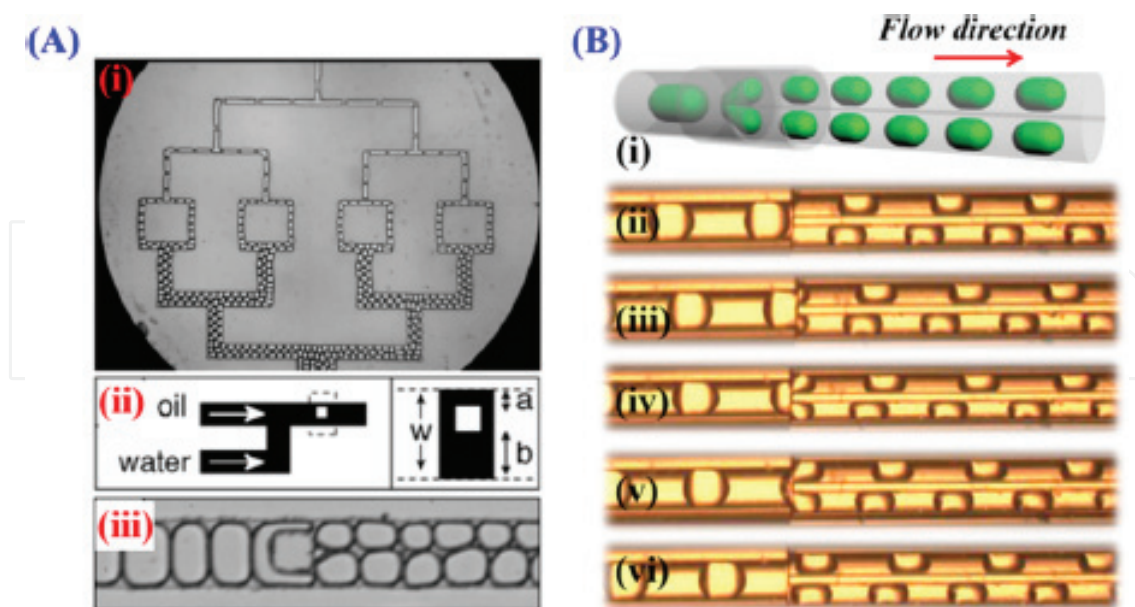 (A)
(i)
(ii)
oil
water
w
a
b
(iii)
(B)
Flow direction
(i)
(ii)
(iii)
(iv)
(v)
(vi)